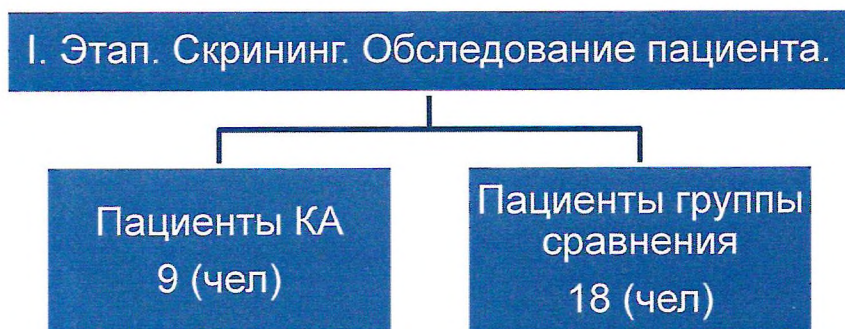 I. Этап. Скрининг. Обследование пациента.
Пациенты КА
9 (чел)
Пациенты группы
сравнения
18 (чел)